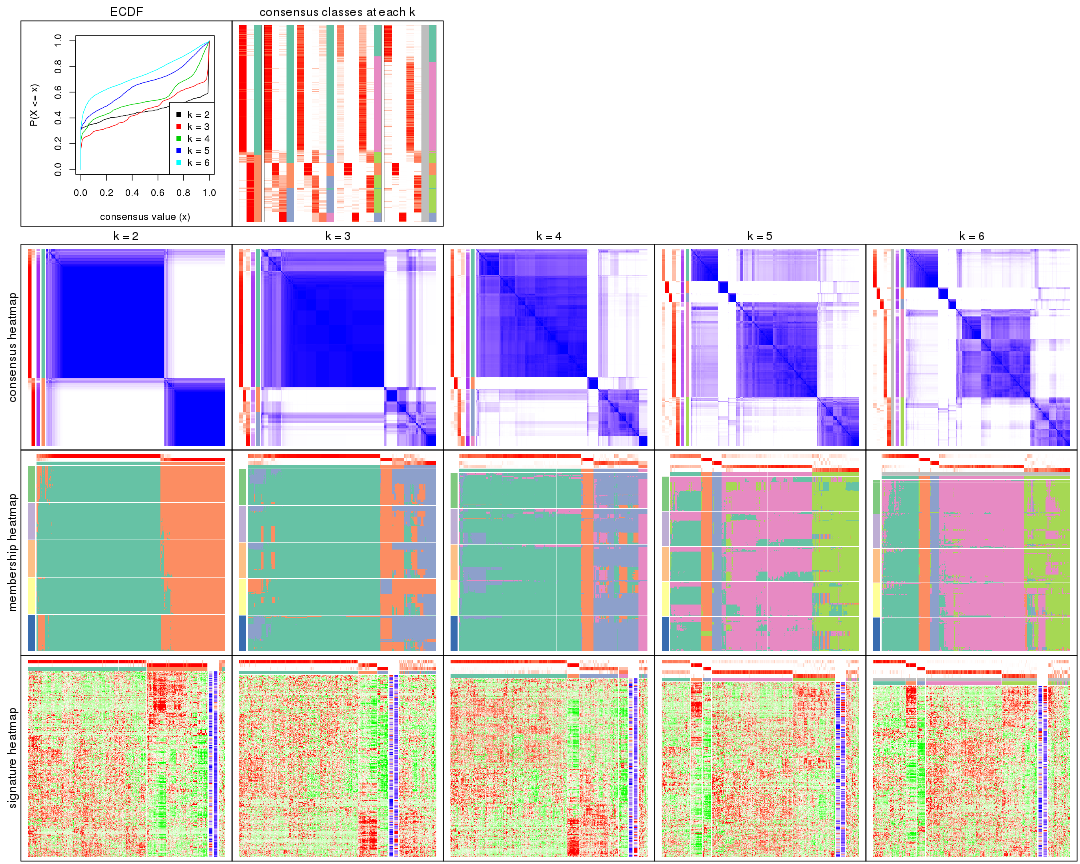 ECDF
consensus classes at each k
P(X <= x)
1.0
0.8
0.6
0.4
0.2
0.0
k = 2
k = 3
k = 4
k = 5
k = 6
0.0 0.2 0.4 0.6 0.8 1.0
consensus value (x)
k = 2
k = 3
k = 4
k = 5
k = 6
consensus heatmap
membership heatmap
signature heatmap